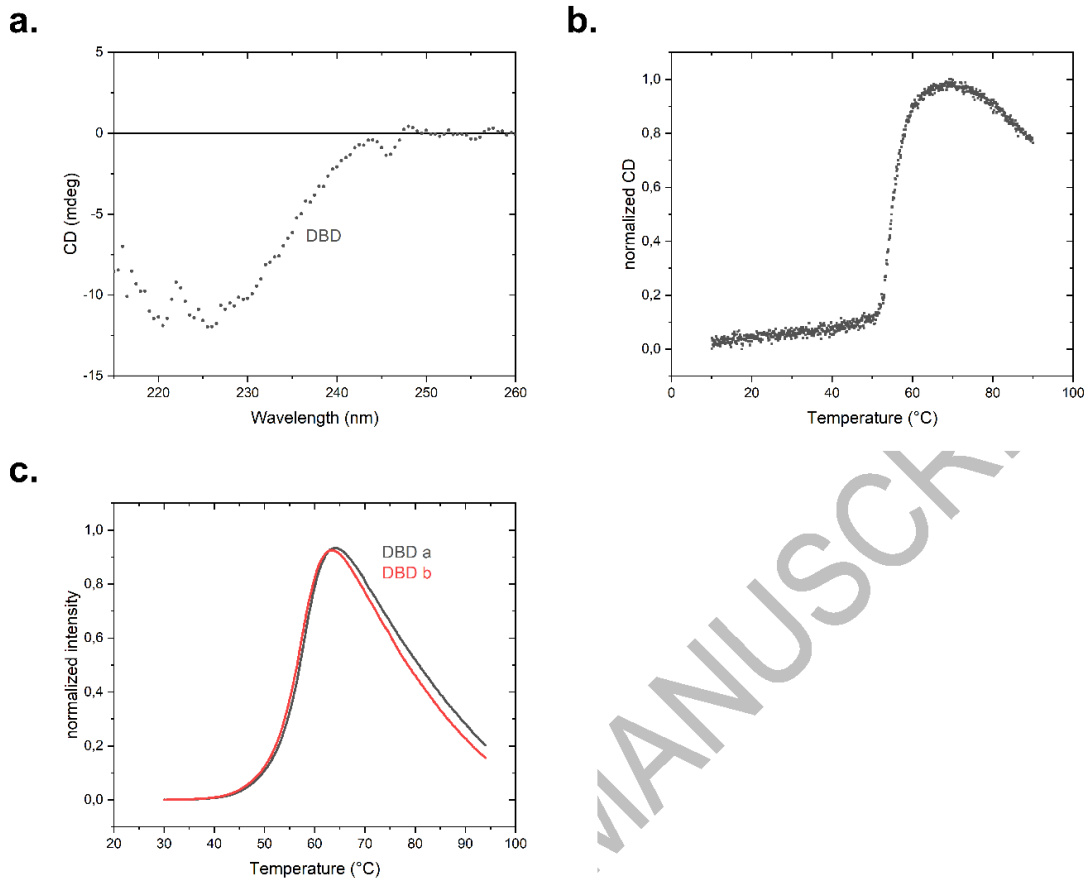 a.
5
0
-5
-10
-15
CD (mdeg)
DBD
220 230 240 250 260
Wavelength (nm)
b.
1,0
0,8
0,6
0,4
0,2
0,0
normalized CD
0 20 40 60 80 100
Temperature (°C)
c.
1,0
0,8
0,6
0,4
0,2
0,0
normalized intensity
DBD a
DBD b
20 30 40 50 60 70 80 90 100
Temperature (°C)